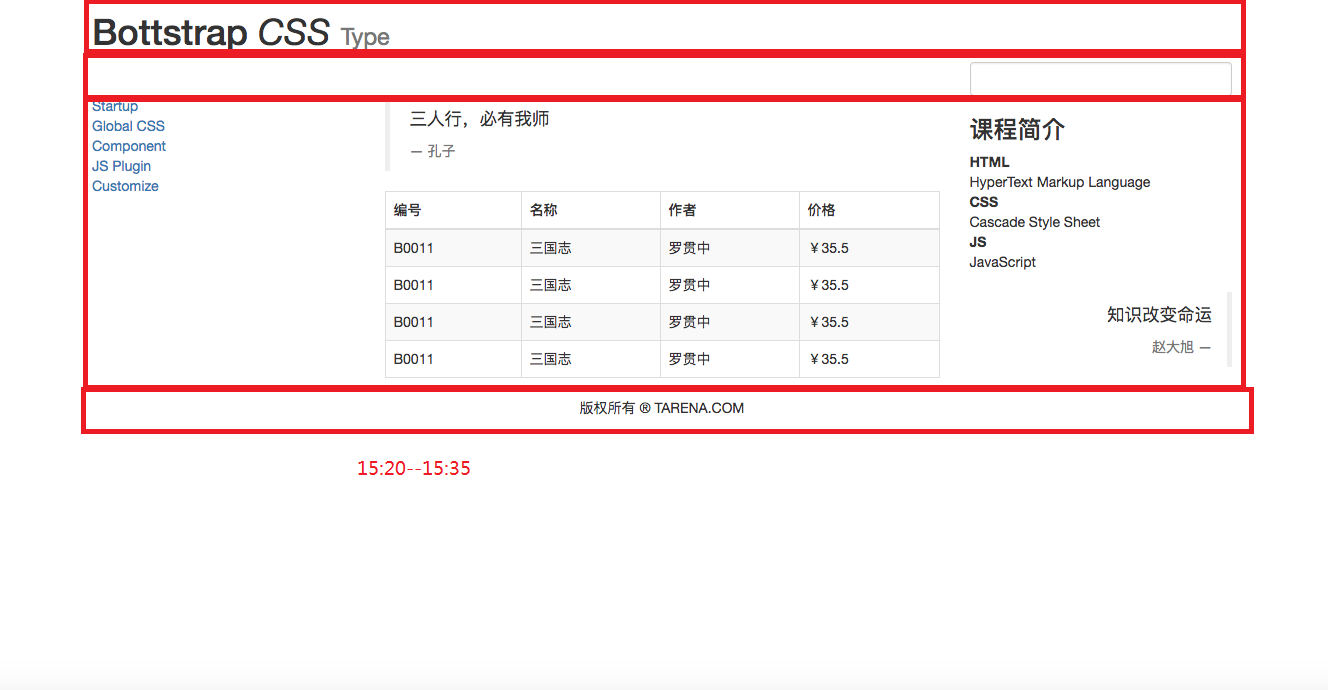 Bottstrap CSS Type
Startup
Global CSS
Component
JS Plugin
Customize
三人行，必有我师
— 孔子
编号 名称 作者 价格
B0011 三国志 罗贯中 ￥35.5
B0011 三国志 罗贯中 ￥35.5
B0011 三国志 罗贯中 ￥35.5
B0011 三国志 罗贯中 ￥35.5
课程简介
HTML
HyperText Markup Language
CSS
Cascade Style Sheet
JS
JavaScript
知识改变命运
赵大旭 —
版权所有 ® TARENA.COM
15:20--15:35